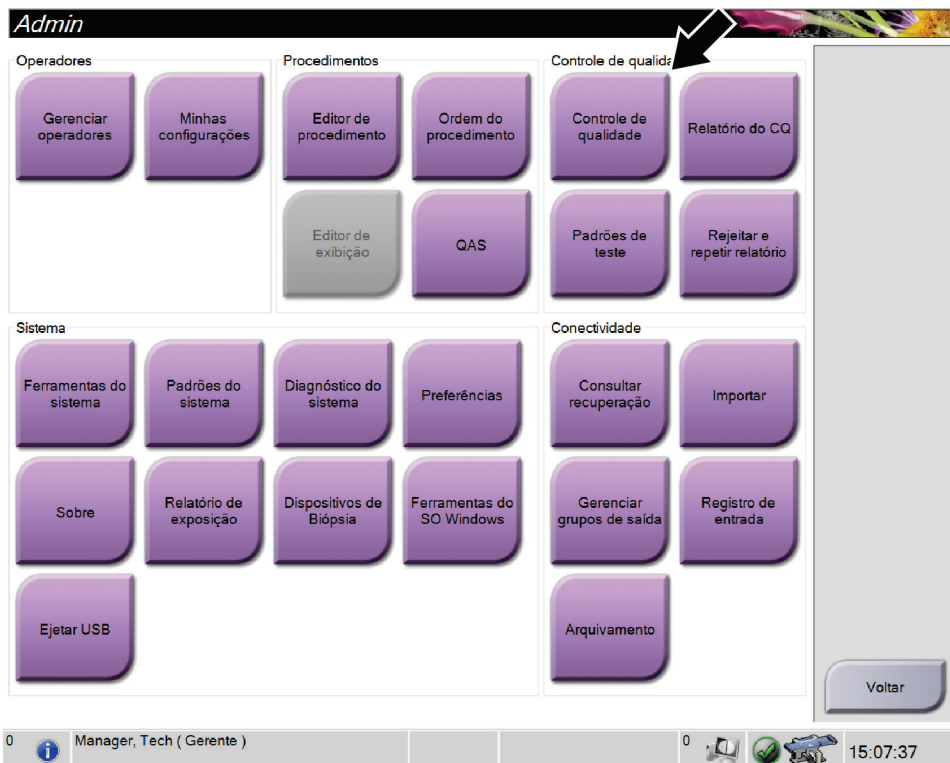 Admin
Operadores
Gerenciar
operadores
Minhas
configurações
Procedimentos
Editor de
procedimento
Ordem do
procedimento
Editor de
exibição
QAS
Controle de qualida
Controle de
qualidade
Relatório do CQ
Padrões de
teste
Rejeitar e
repetir relatório
Sistema
Ferramentas do
sistema
Padrões do
sistema
Diagnóstico do
sistema
Preferências
Sobre
Relatório de
exposição
Dispositivos de
Biópsia
Ferramentas do
SO Windows
Ejetar USB
Conectividade
Consultar
recuperação
Importar
Gerenciar
grupos de saída
Registro de
entrada
Arquivamento
Voltar
0
Manager, Tech ( Gerente )
0
15:07:37